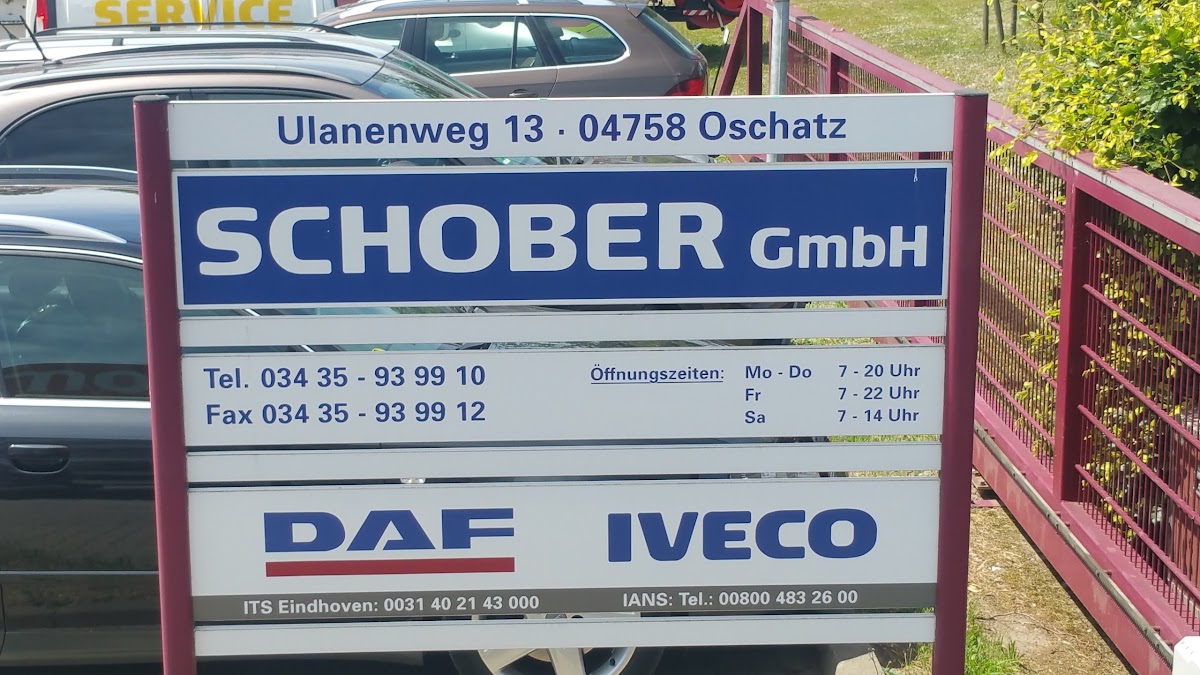 SERVICE
Ulanenweg 13 · 04758 Oschatz
SCHOBER GmbH
Tel. 034 35 - 93 99 10
Fax 034 35 - 93 99 12
Öffnungszeiten: Mo - Do 7 - 20 Uhr
Fr 7 - 22 Uhr
Sa 7 - 14 Uhr
DAF IVECO
ITS Eindhoven: 0031 40 21 43 000 IANS: Tel.: 00800 483 26 00